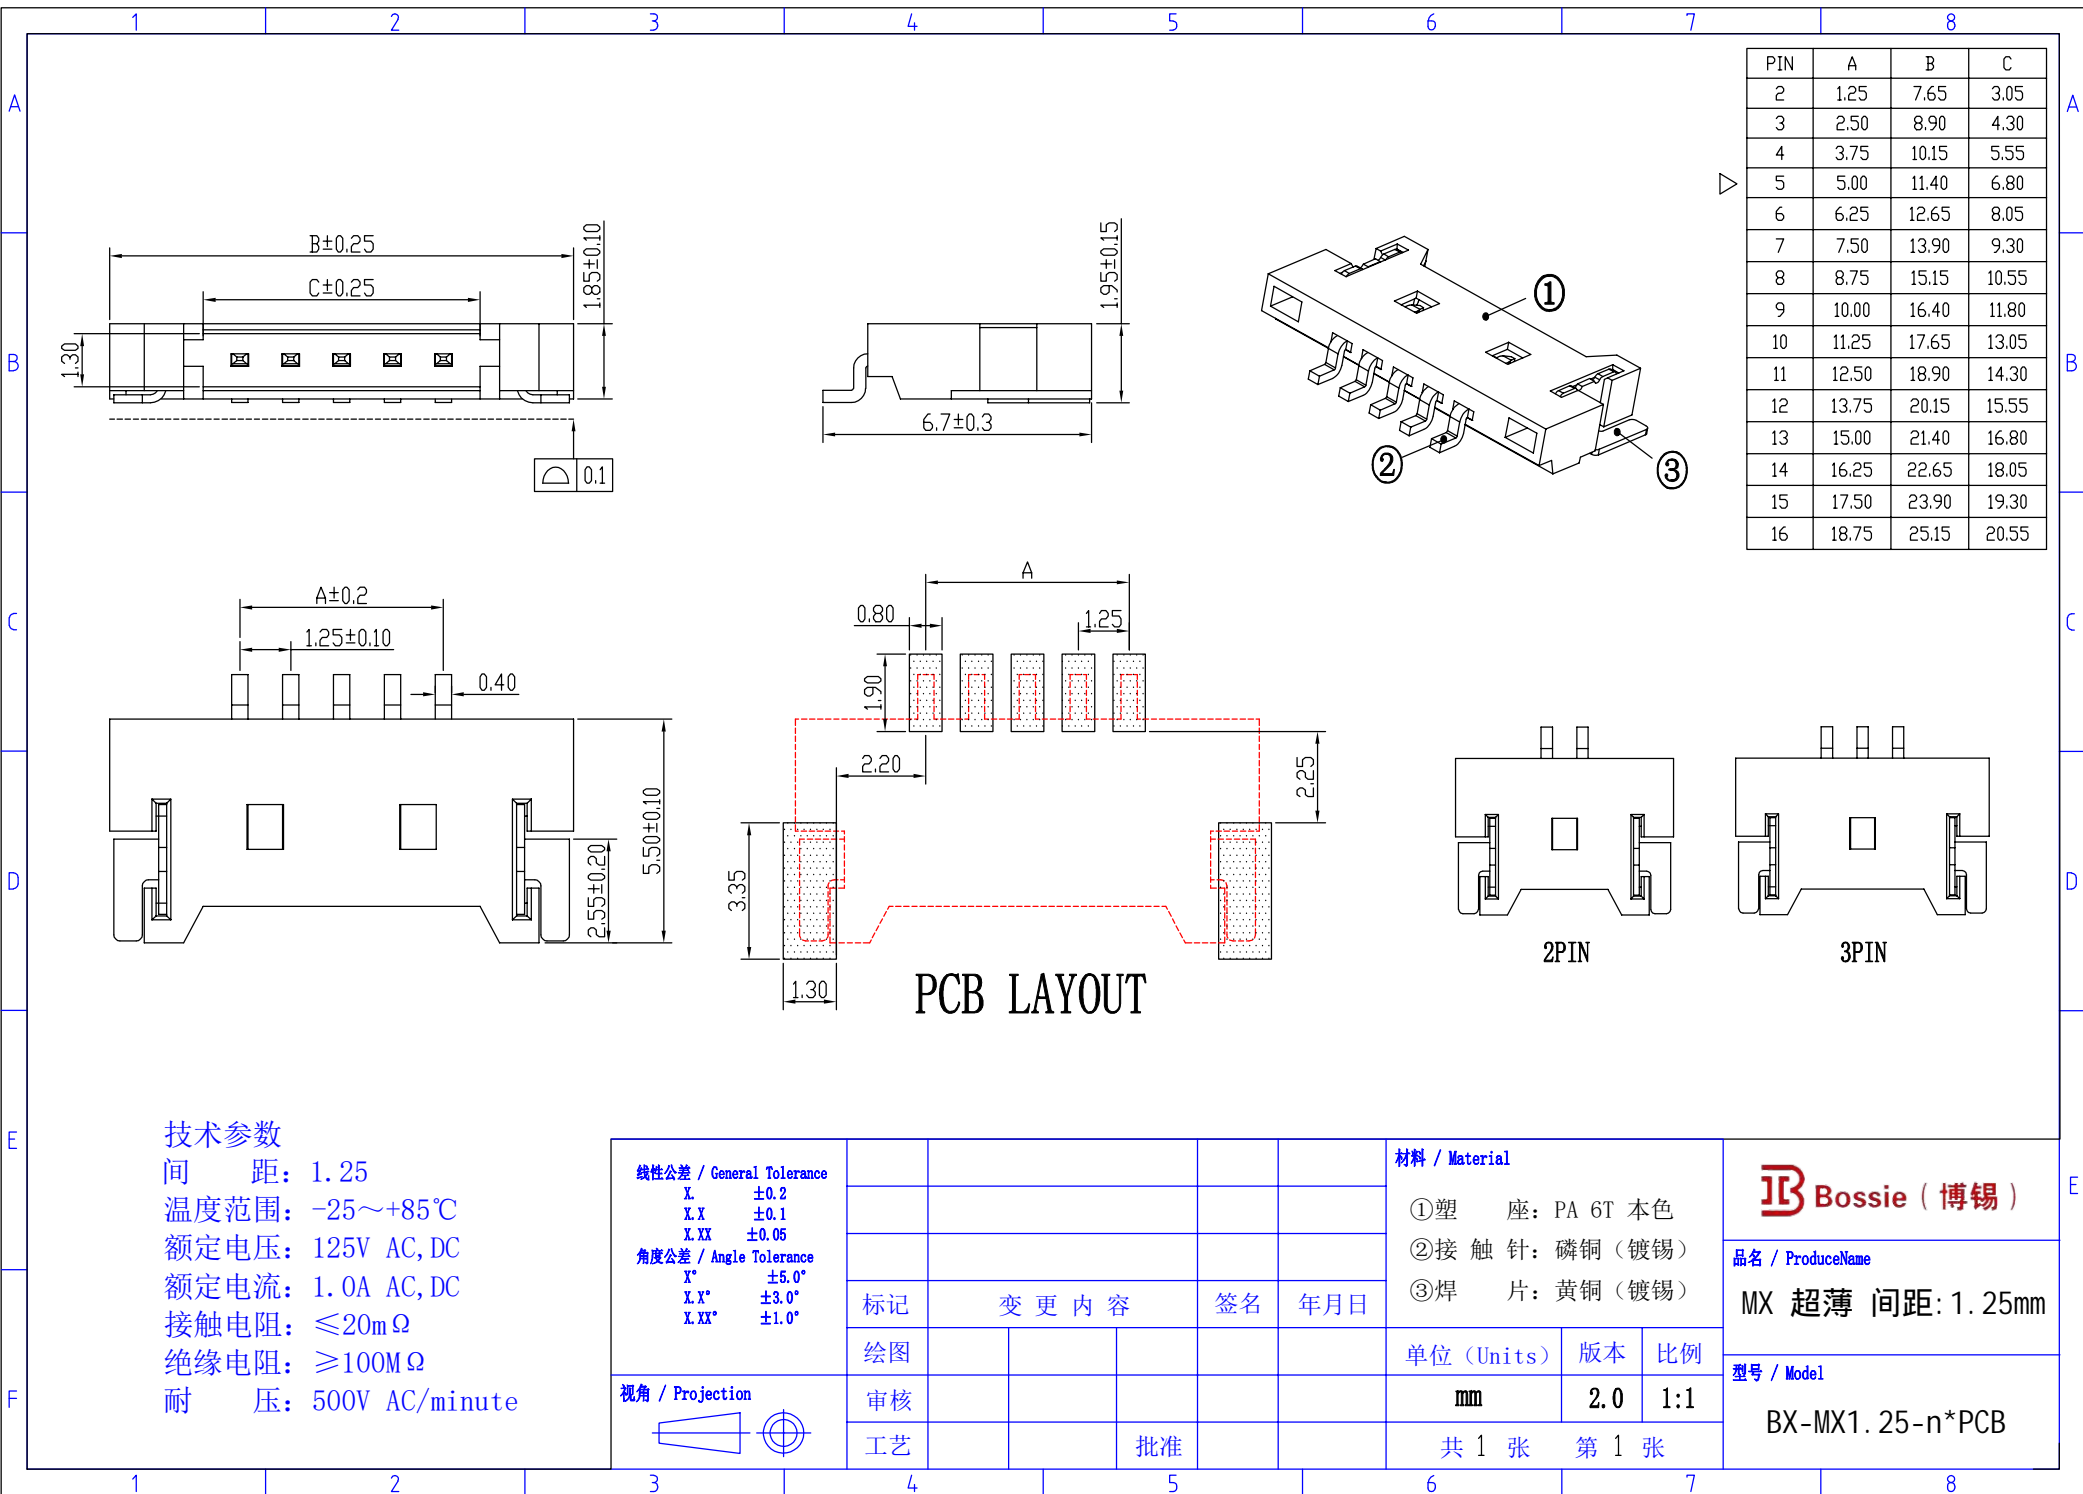 1 2 3 4 5 6 7 8
A A
B B
C C
D D
E E
F F
PIN A B C
2 1.25 7.65 3.05
3 2.50 8.90 4.30
4 3.75 10.15 5.55
5 5.00 11.40 6.80
6 6.25 12.65 8.05
7 7.50 13.90 9.30
8 8.75 15.15 10.55
9 10.00 16.40 11.80
10 11.25 17.65 13.05
11 12.50 18.90 14.30
12 13.75 20.15 15.55
13 15.00 21.40 16.80
14 16.25 22.65 18.05
15 17.50 23.90 19.30
16 18.75 25.15 20.55
B±0.25
C±0.25
1.85±0.10
1.30
0.1
1.95±0.15
6.7±0.3
①
②
③
A±0.2
1.25±0.10
0.40
5.50±0.10
2.55±0.20
A
0.80
1.25
1.90
2.20
2.25
3.35
1.30
PCB LAYOUT
2PIN
3PIN
技术参数
间 距: 1.25
温度范围: -25～+85℃
额定电压: 125V AC,DC
额定电流: 1.0A AC,DC
接触电阻: ≤20mΩ
绝缘电阻: ≥100MΩ
耐 压: 500V AC/minute
线性公差 / General Tolerance
X. ±0.2
X.X ±0.1
X.XX ±0.05
角度公差 / Angle Tolerance
X° ±5.0°
X.X° ±3.0°
X.XX° ±1.0°
视角 / Projection
标记 变更内容 签名 年月日
绘图
审核
工艺 批准
材料 / Material
①塑 座: PA 6T 本色
②接 触 针: 磷铜（镀锡）
③焊 片: 黄铜（镀锡）
单位（Units） 版本 比例
mm 2.0 1:1
共 1 张 第 1 张
Bossie（博锡）
品名 / ProduceName
MX 超薄 间距:1.25mm
型号 / Model
BX-MX1.25-n*PCB
1 2 3 4 5 6 7 8